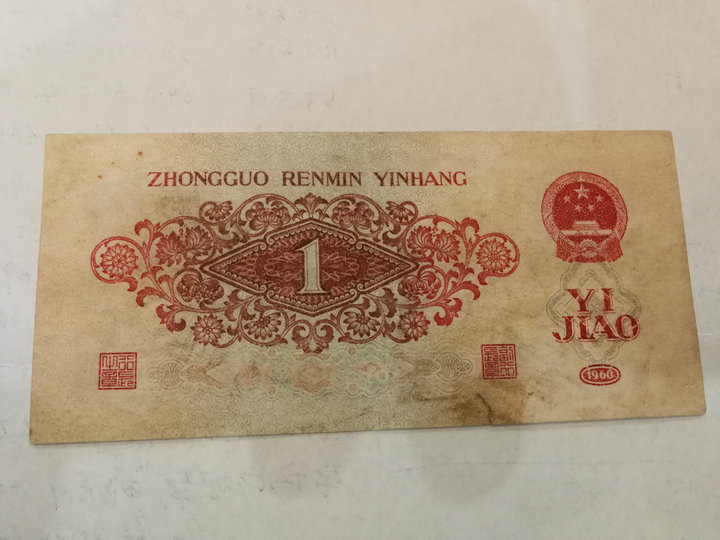 ZHONGGUO RENMIN YINHANG
1
YI
JIAO
1960